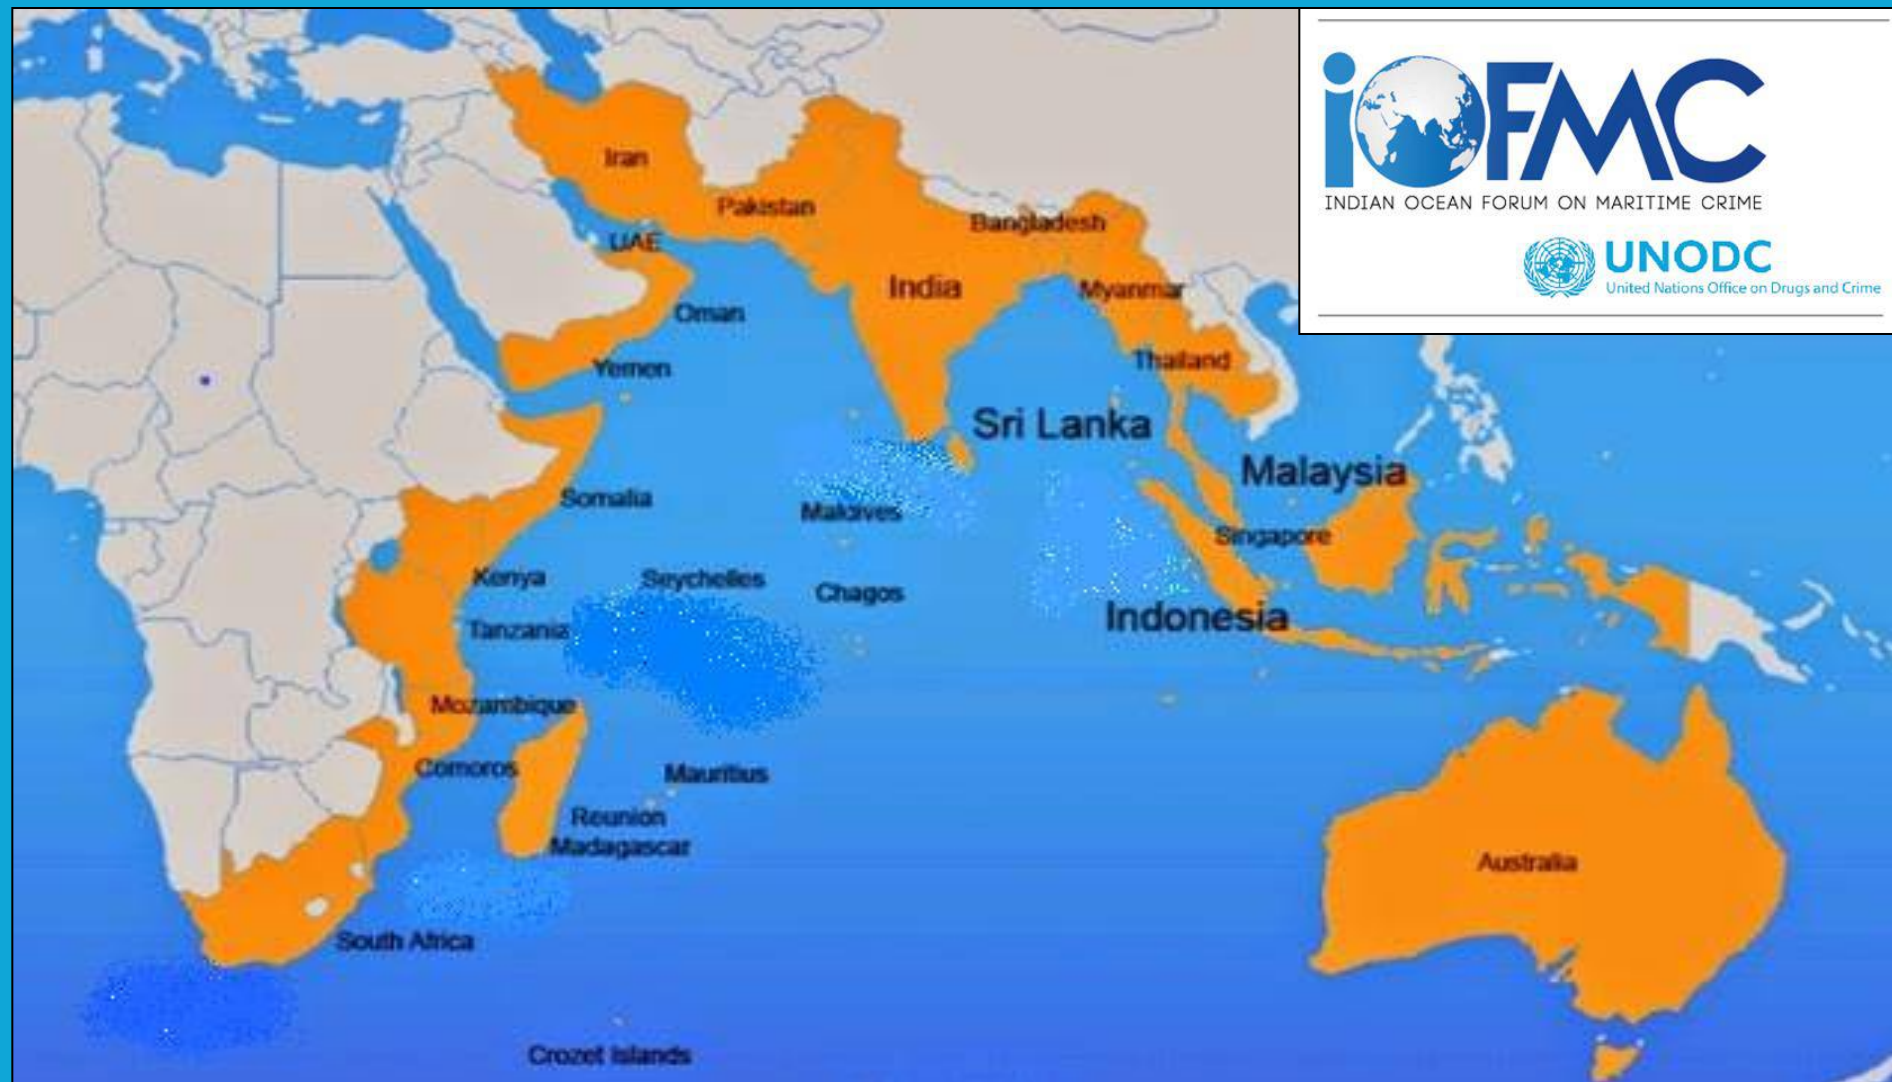 iOFMC
INDIAN OCEAN FORUM ON MARITIME CRIME
UNODC
United Nations Office on Drugs and Crime
Iran
Pakistan
Bangladesh
UAE
India
Myanmar
Oman
Thailand
Yemen
Sri Lanka
Malaysia
Somalia
Maldives
Singapore
Kenya
Seychelles
Chagos
Indonesia
Tanzania
Mozambique
Comoros
Mauritius
Reunion
Madagascar
Australia
South Africa
Crozet Islands